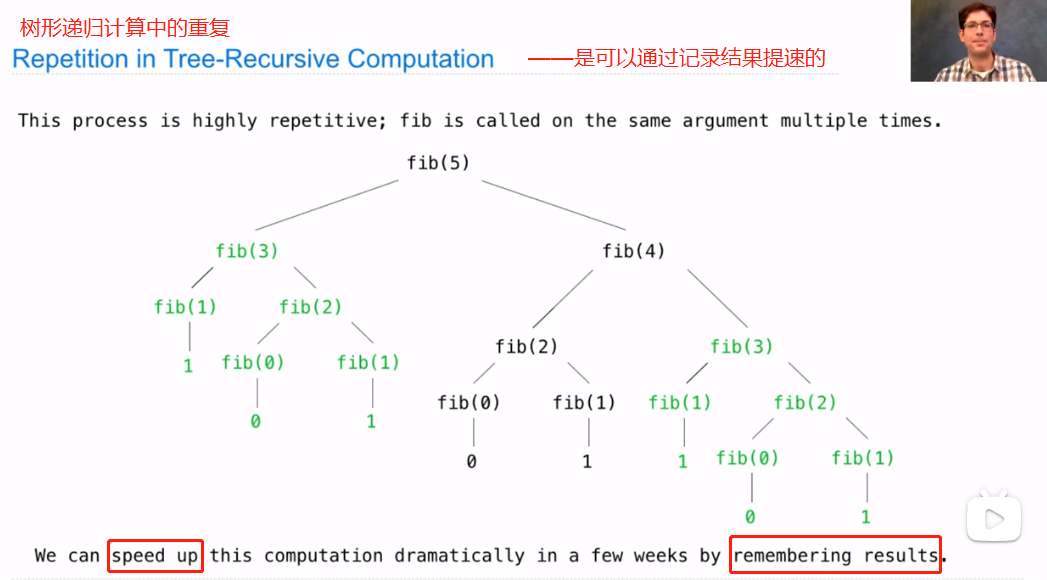 树形递归计算中的重复
Repetition in Tree-Recursive Computation ——是可以通过记录结果提速的
This process is highly repetitive; fib is called on the same argument multiple times.
fib(5)
fib(3) fib(4)
fib(1) fib(2)
fib(2) fib(3)
1 fib(0) fib(1)
fib(0) fib(1) fib(1) fib(2)
0 1
0 1 1 fib(0) fib(1)
0 1
We can speed up this computation dramatically in a few weeks by remembering results.